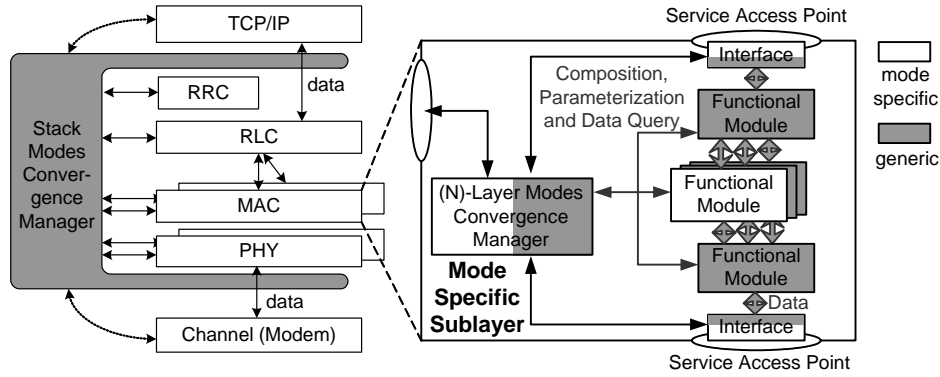 TCP/IP
data
RRC
RLC
Stack
Modes
Conver-
gence
Manager
MAC
PHY
data
Channel (Modem)
Service Access Point
Interface
Composition,
Parameterization
and Data Query
Functional
Module
(N)-Layer Modes
Convergence
Manager
Functional
Module
Mode
Specific
Sublayer
Functional
Module
Data
Interface
Service Access Point
mode
specific
generic